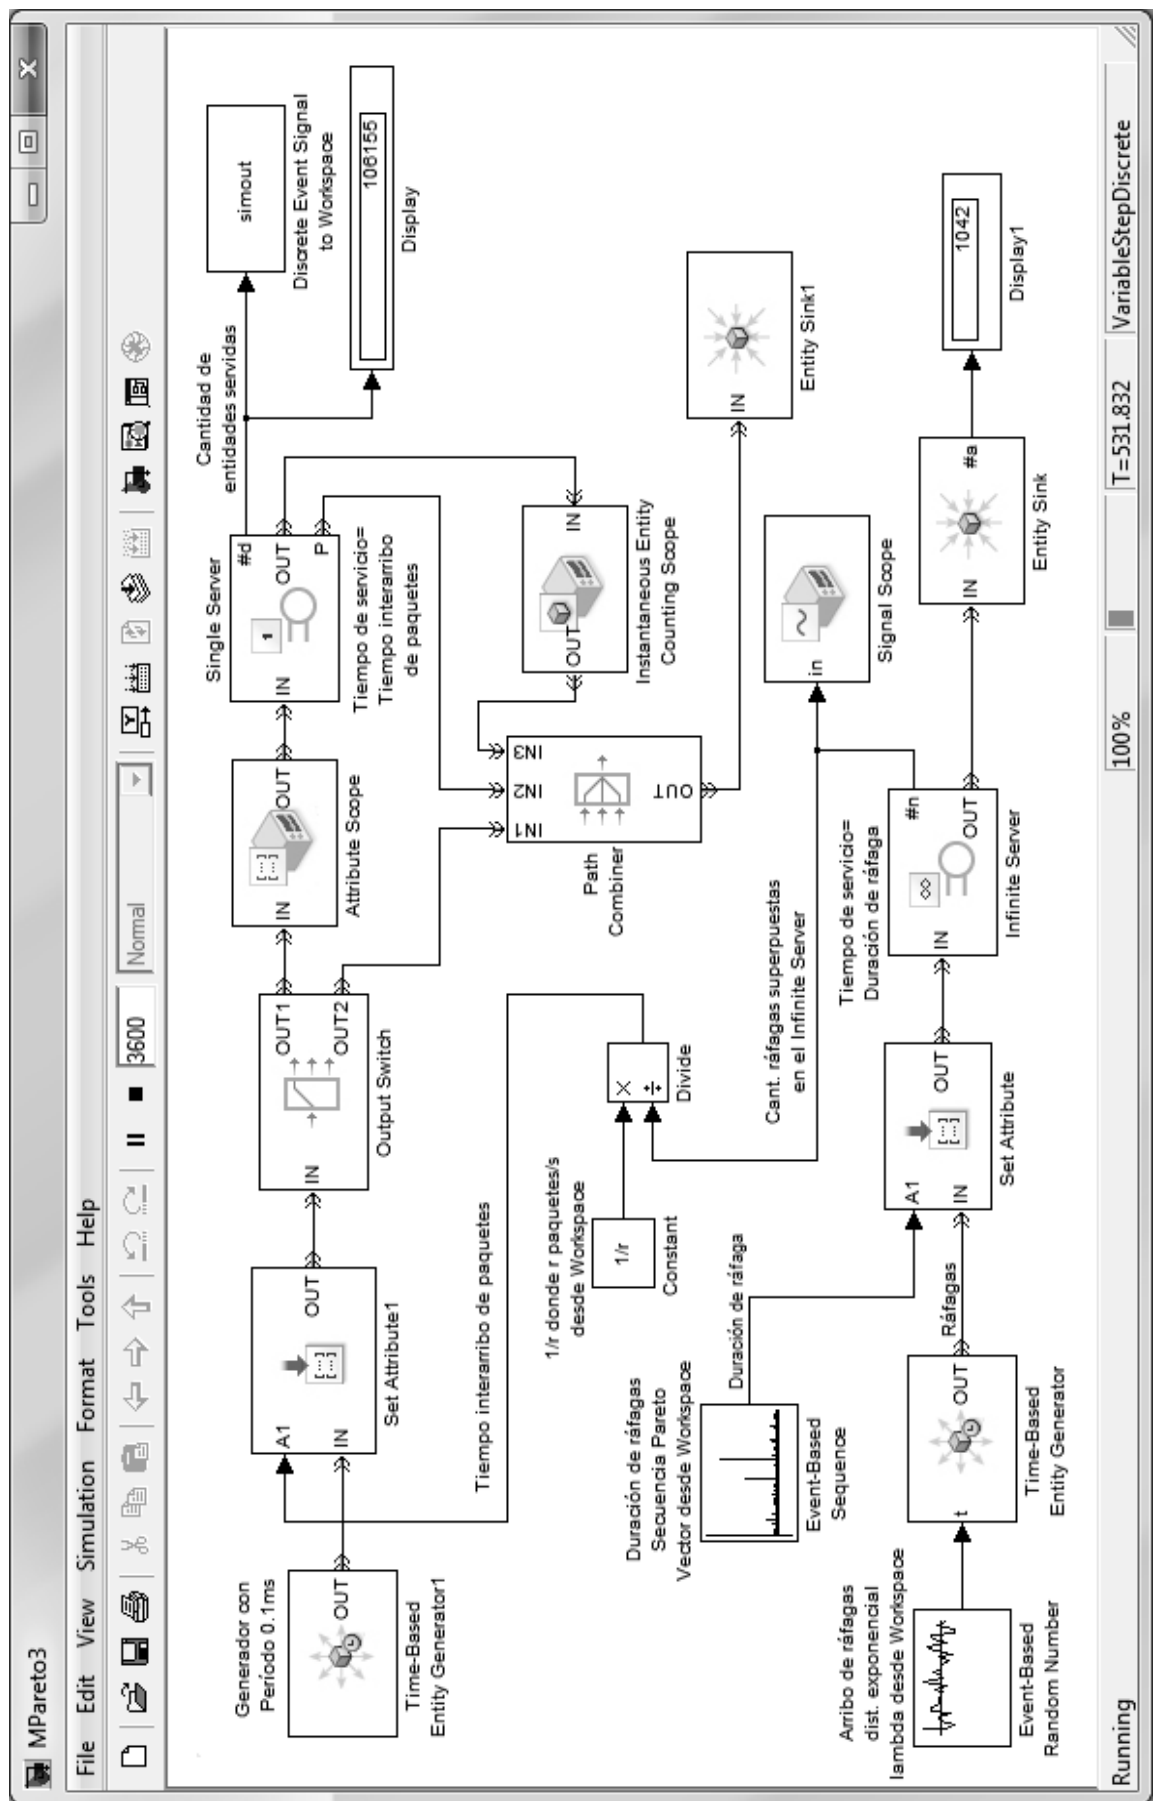 MPareto3
File Edit View Simulation Format Tools Help
3600
Normal
Generador con
Período 0.1ms
OUT
Time-Based
Entity Generator1
A1
IN
OUT
Set Attribute1
IN
OUT1
OUT2
Output Switch
IN
OUT
Attribute Scope
Single Server
IN
1
#d
OUT
P
Tiempo de servicio=
Tiempo interarribo
de paquetes
Cantidad de
entidades servidas
simout
Discrete Event Signal
to Workspace
106155
Display
Tiempo interarribo de paquetes
IN
OUT
Instantaneous Entity
Counting Scope
IN1
IN2
IN3
OUT
Path
Combiner
IN
Entity Sink1
1/r donde r paquetes/s
desde Workspace
1/r
Constant
×
÷
Divide
Cant. ráfagas superpuestas
en el Infinite Server
in
Signal Scope
Duración de ráfagas
Secuencia Pareto
Vector desde Workspace
Event-Based
Sequence
Duración de ráfaga
Arribo de ráfagas
dist. exponencial
lambda desde Workspace
Event-Based
Random Number
t
OUT
Time-Based
Entity Generator
Ráfagas
A1
IN
OUT
Set Attribute
Tiempo de servicio=
Duración de ráfaga
IN
∞
#n
OUT
Infinite Server
IN
#a
Entity Sink
1042
Display1
Running
100%
T=531.832
VariableStepDiscrete